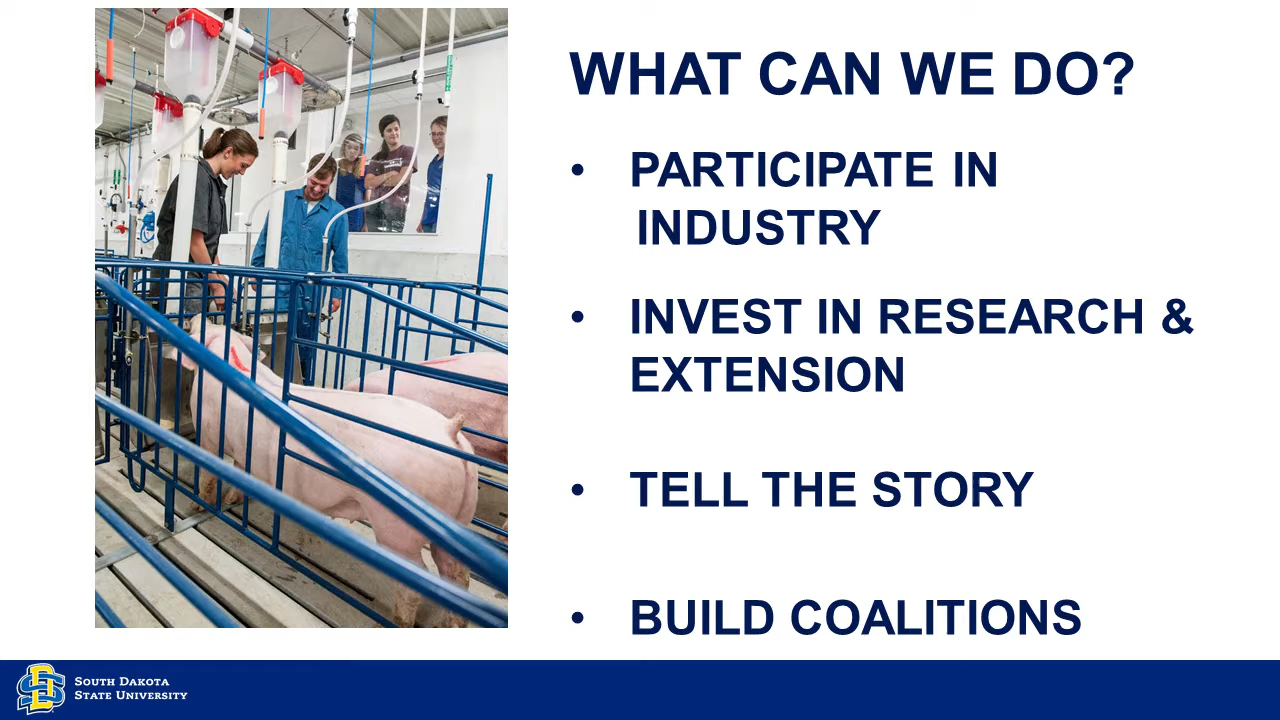 WHAT CAN WE DO?
• PARTICIPATE IN
INDUSTRY
• INVEST IN RESEARCH &
EXTENSION
• TELL THE STORY
• BUILD COALITIONS
SOUTH DAKOTA
STATE UNIVERSITY